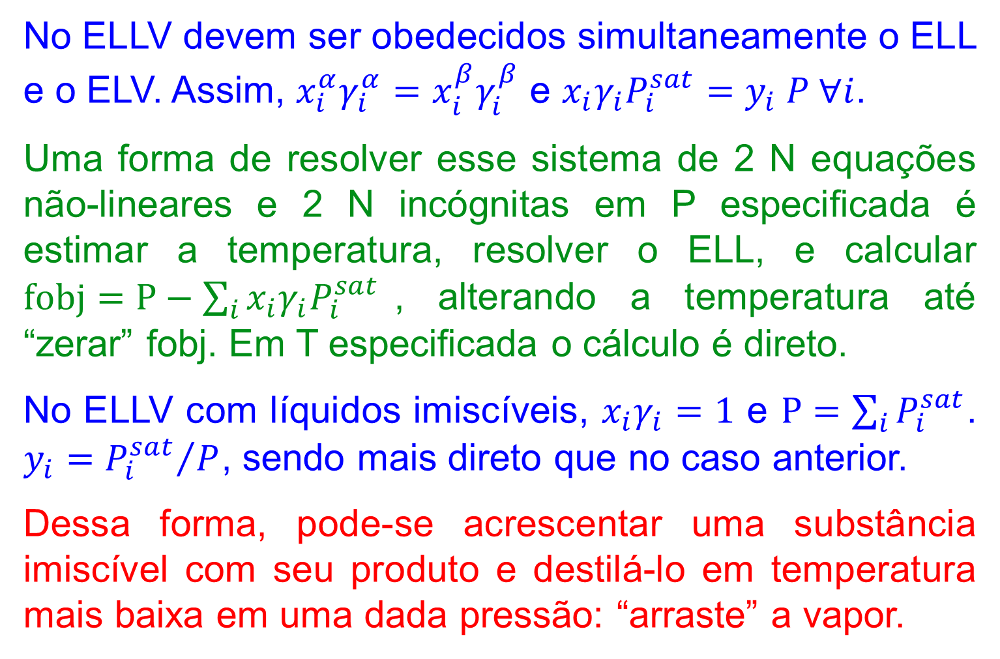 No ELLV devem ser obedecidos simultaneamente o ELL
e o ELV. Assim, $x_i^\alpha \gamma_i^\alpha = x_i^\beta \gamma_i^\beta$ e $x_i \gamma_i P_i^{sat} = y_i \, P \; \forall i$.
Uma forma de resolver esse sistema de 2 N equações
não-lineares e 2 N incógnitas em P especificada é
estimar a temperatura, resolver o ELL, e calcular
$\mathrm{fobj} = \mathrm{P} - \sum_i x_i \gamma_i P_i^{sat}$ , alterando a temperatura até
“zerar” fobj. Em T especificada o cálculo é direto.
No ELLV com líquidos imiscíveis, $x_i \gamma_i = 1$ e $\mathrm{P} = \sum_i P_i^{sat}$ .
$y_i = P_i^{sat}/P$, sendo mais direto que no caso anterior.
Dessa forma, pode-se acrescentar uma substância
imiscível com seu produto e destilá-lo em temperatura
mais baixa em uma dada pressão: “arraste” a vapor.